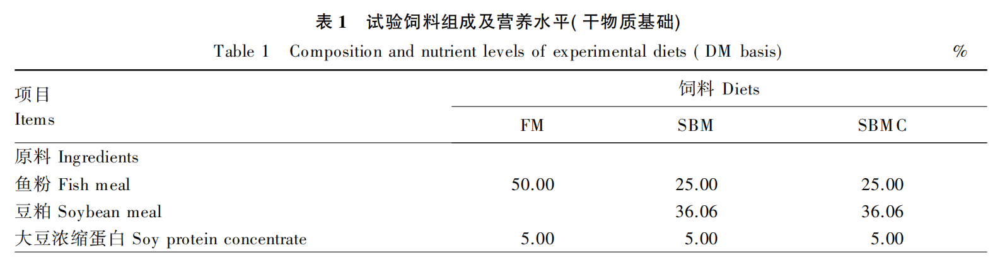 表 1 试验饲料组成及营养水平( 干物质基础)
Table 1 Composition and nutrient levels of experimental diets ( DM basis) %
项目
Items
饲料 Diets
FM SBM SBMC
原料 Ingredients
鱼粉 Fish meal 50.00 25.00 25.00
豆粕 Soybean meal 36.06 36.06
大豆浓缩蛋白 Soy protein concentrate 5.00 5.00 5.00